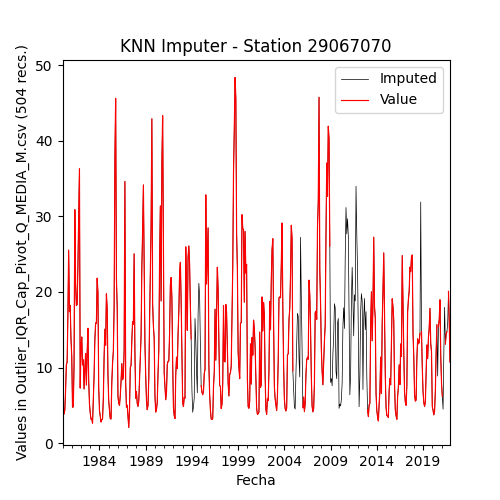 KNN Imputer - Station 29067070
Values in Outlier_IQR_Cap_Pivot_Q_MEDIA_M.csv (504 recs.)
50
40
30
20
10
0
Imputed
Value
1984 1989 1994 1999 2004 2009 2014 2019
Fecha